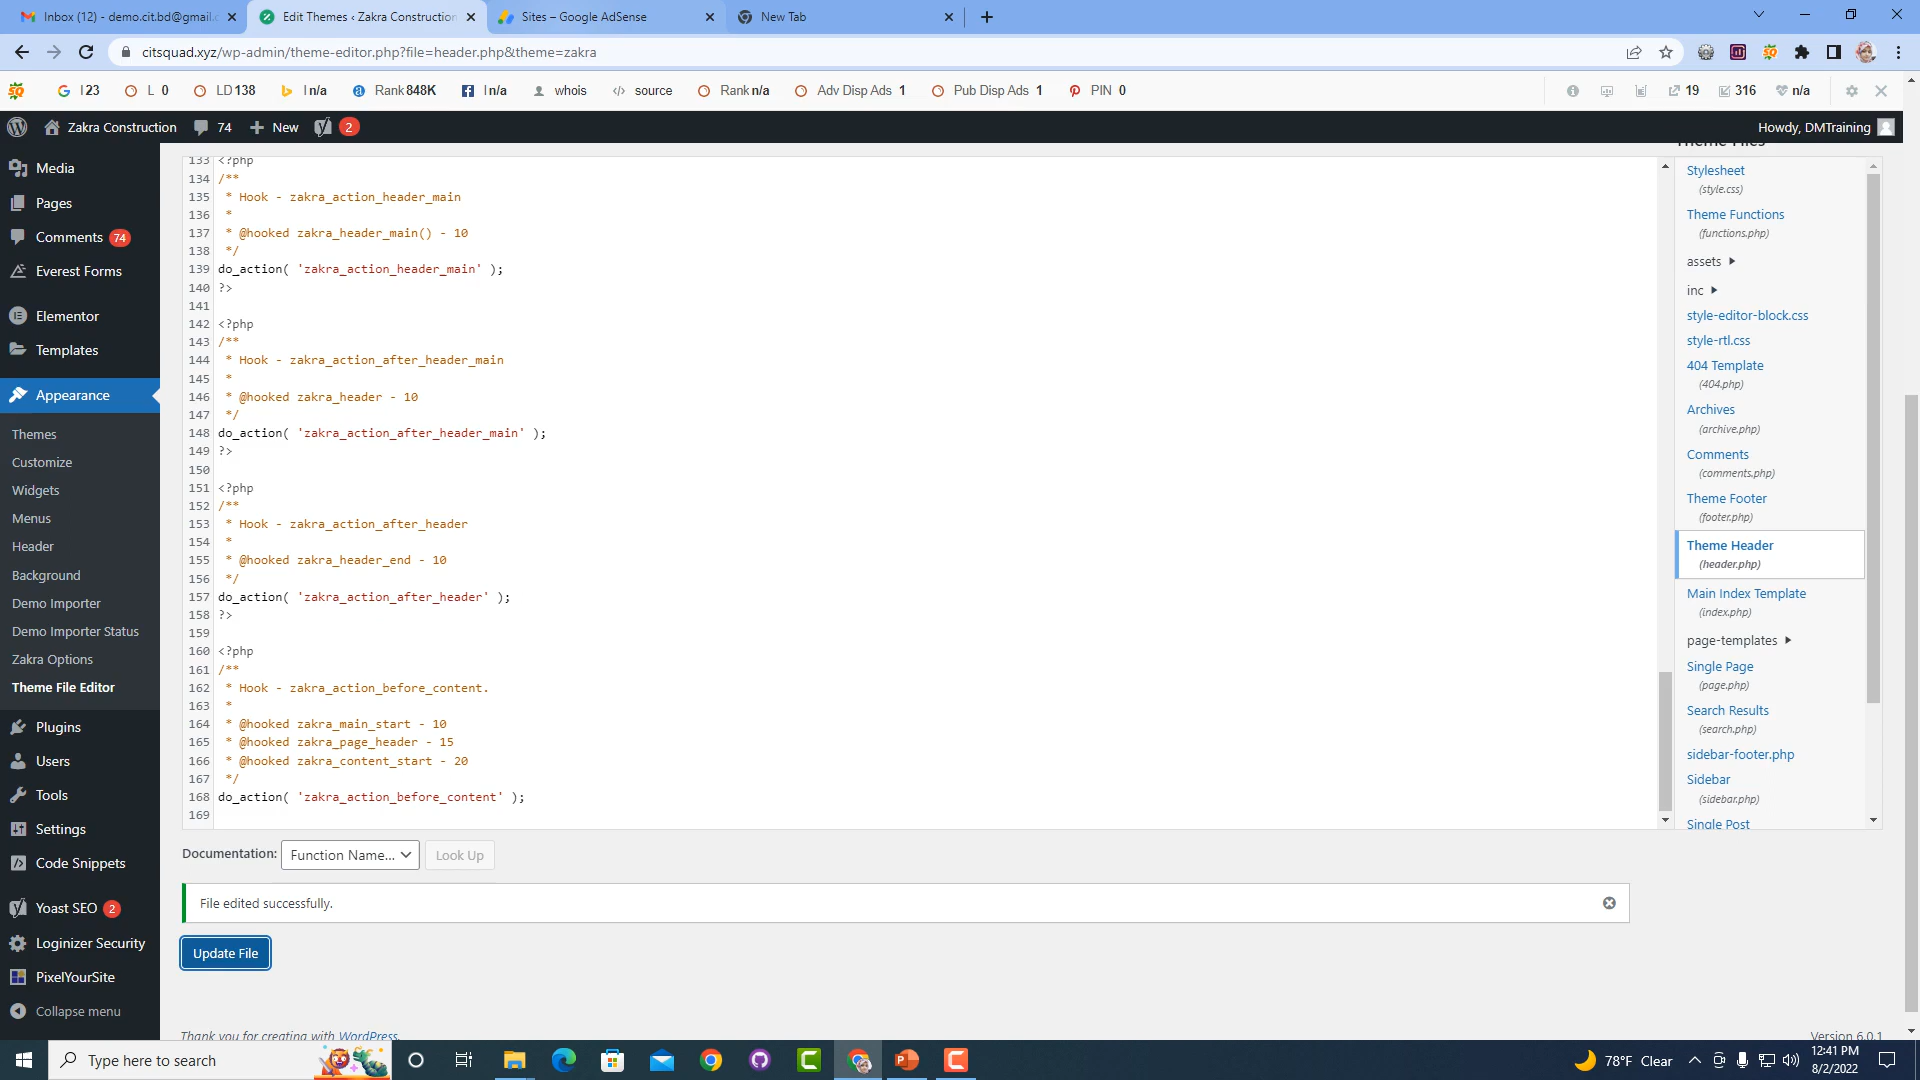 Inbox (12) - demo.cit.bd@gmail.
Edit Themes ‹ Zakra Construction
Sites – Google AdSense
New Tab
citsquad.xyz/wp-admin/theme-editor.php?file=header.php&theme=zakra
I 23
L 0
LD 138
I n/a
Rank 848K
I n/a
whois
source
Rank n/a
Adv Disp Ads 1
Pub Disp Ads 1
PIN 0
19
316
n/a
Zakra Construction
74
New
2
Howdy, DMTraining
Media
Pages
Comments 74
Everest Forms
Elementor
Templates
Appearance
Themes
Customize
Widgets
Menus
Header
Background
Demo Importer
Demo Importer Status
Zakra Options
Theme File Editor
Plugins
Users
Tools
Settings
Code Snippets
Yoast SEO 2
Loginizer Security
PixelYourSite
Collapse menu
133 <?php
134 /**
135 * Hook - zakra_action_header_main
136 *
137 * @hooked zakra_header_main() - 10
138 */
139 do_action( 'zakra_action_header_main' );
140 ?>
141
142 <?php
143 /**
144 * Hook - zakra_action_after_header_main
145 *
146 * @hooked zakra_header - 10
147 */
148 do_action( 'zakra_action_after_header_main' );
149 ?>
150
151 <?php
152 /**
153 * Hook - zakra_action_after_header
154 *
155 * @hooked zakra_header_end - 10
156 */
157 do_action( 'zakra_action_after_header' );
158 ?>
159
160 <?php
161 /**
162 * Hook - zakra_action_before_content.
163 *
164 * @hooked zakra_main_start - 10
165 * @hooked zakra_page_header - 15
166 * @hooked zakra_content_start - 20
167 */
168 do_action( 'zakra_action_before_content' );
169
Theme Files
Stylesheet
(style.css)
Theme Functions
(functions.php)
assets
inc
style-editor-block.css
style-rtl.css
404 Template
(404.php)
Archives
(archive.php)
Comments
(comments.php)
Theme Footer
(footer.php)
Theme Header
(header.php)
Main Index Template
(index.php)
page-templates
Single Page
(page.php)
Search Results
(search.php)
sidebar-footer.php
Sidebar
(sidebar.php)
Single Post
Documentation: Function Name... Look Up
File edited successfully.
Update File
Thank you for creating with WordPress.
Version 6.0.1
Type here to search
78°F Clear
12:41 PM
8/2/2022